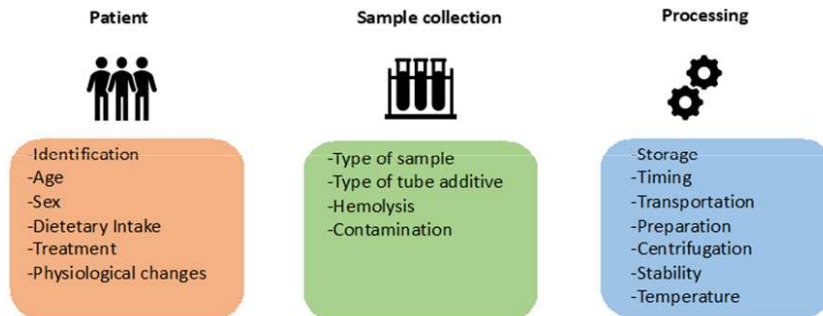 Patient
-Identification
-Age
-Sex
-Dietetary Intake
-Treatment
-Physiological changes
Sample collection
-Type of sample
-Type of tube additive
-Hemolysis
-Contamination
Processing
-Storage
-Timing
-Transportation
-Preparation
-Centrifugation
-Stability
-Temperature